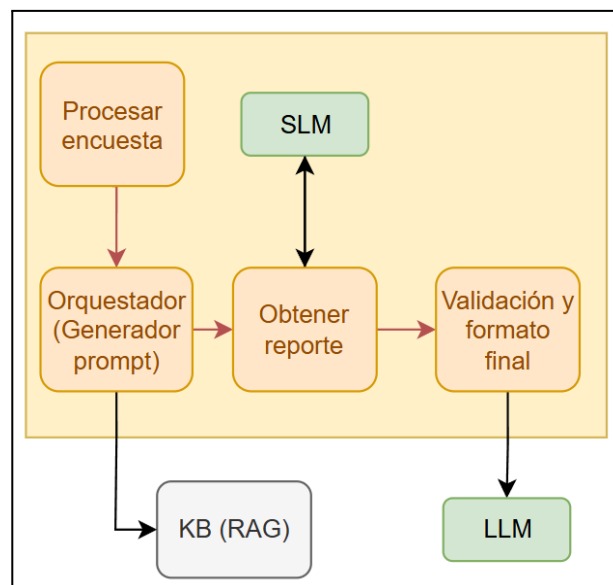 Procesar
encuesta
SLM
Orquestador
(Generador
prompt)
Obtener
reporte
Validación y
formato
final
KB (RAG)
LLM